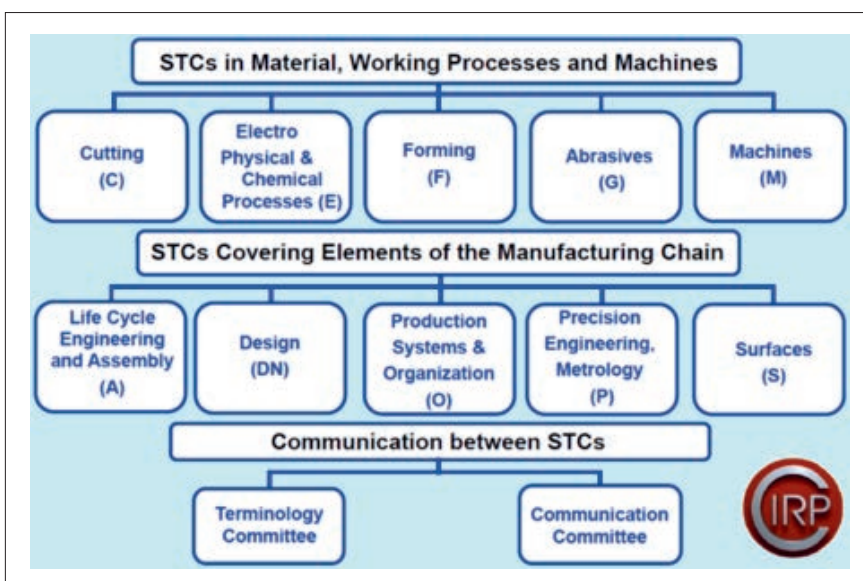 STCs in Material, Working Processes and Machines
Cutting
(C)
Electro
Physical &
Chemical
Processes (E)
Forming
(F)
Abrasives
(G)
Machines
(M)
STCs Covering Elements of the Manufacturing Chain
Life Cycle
Engineering
and Assembly
(A)
Design
(DN)
Production
Systems &
Organization
(O)
Precision
Engineering,
Metrology
(P)
Surfaces
(S)
Communication between STCs
Terminology
Committee
Communication
Committee
CIRP